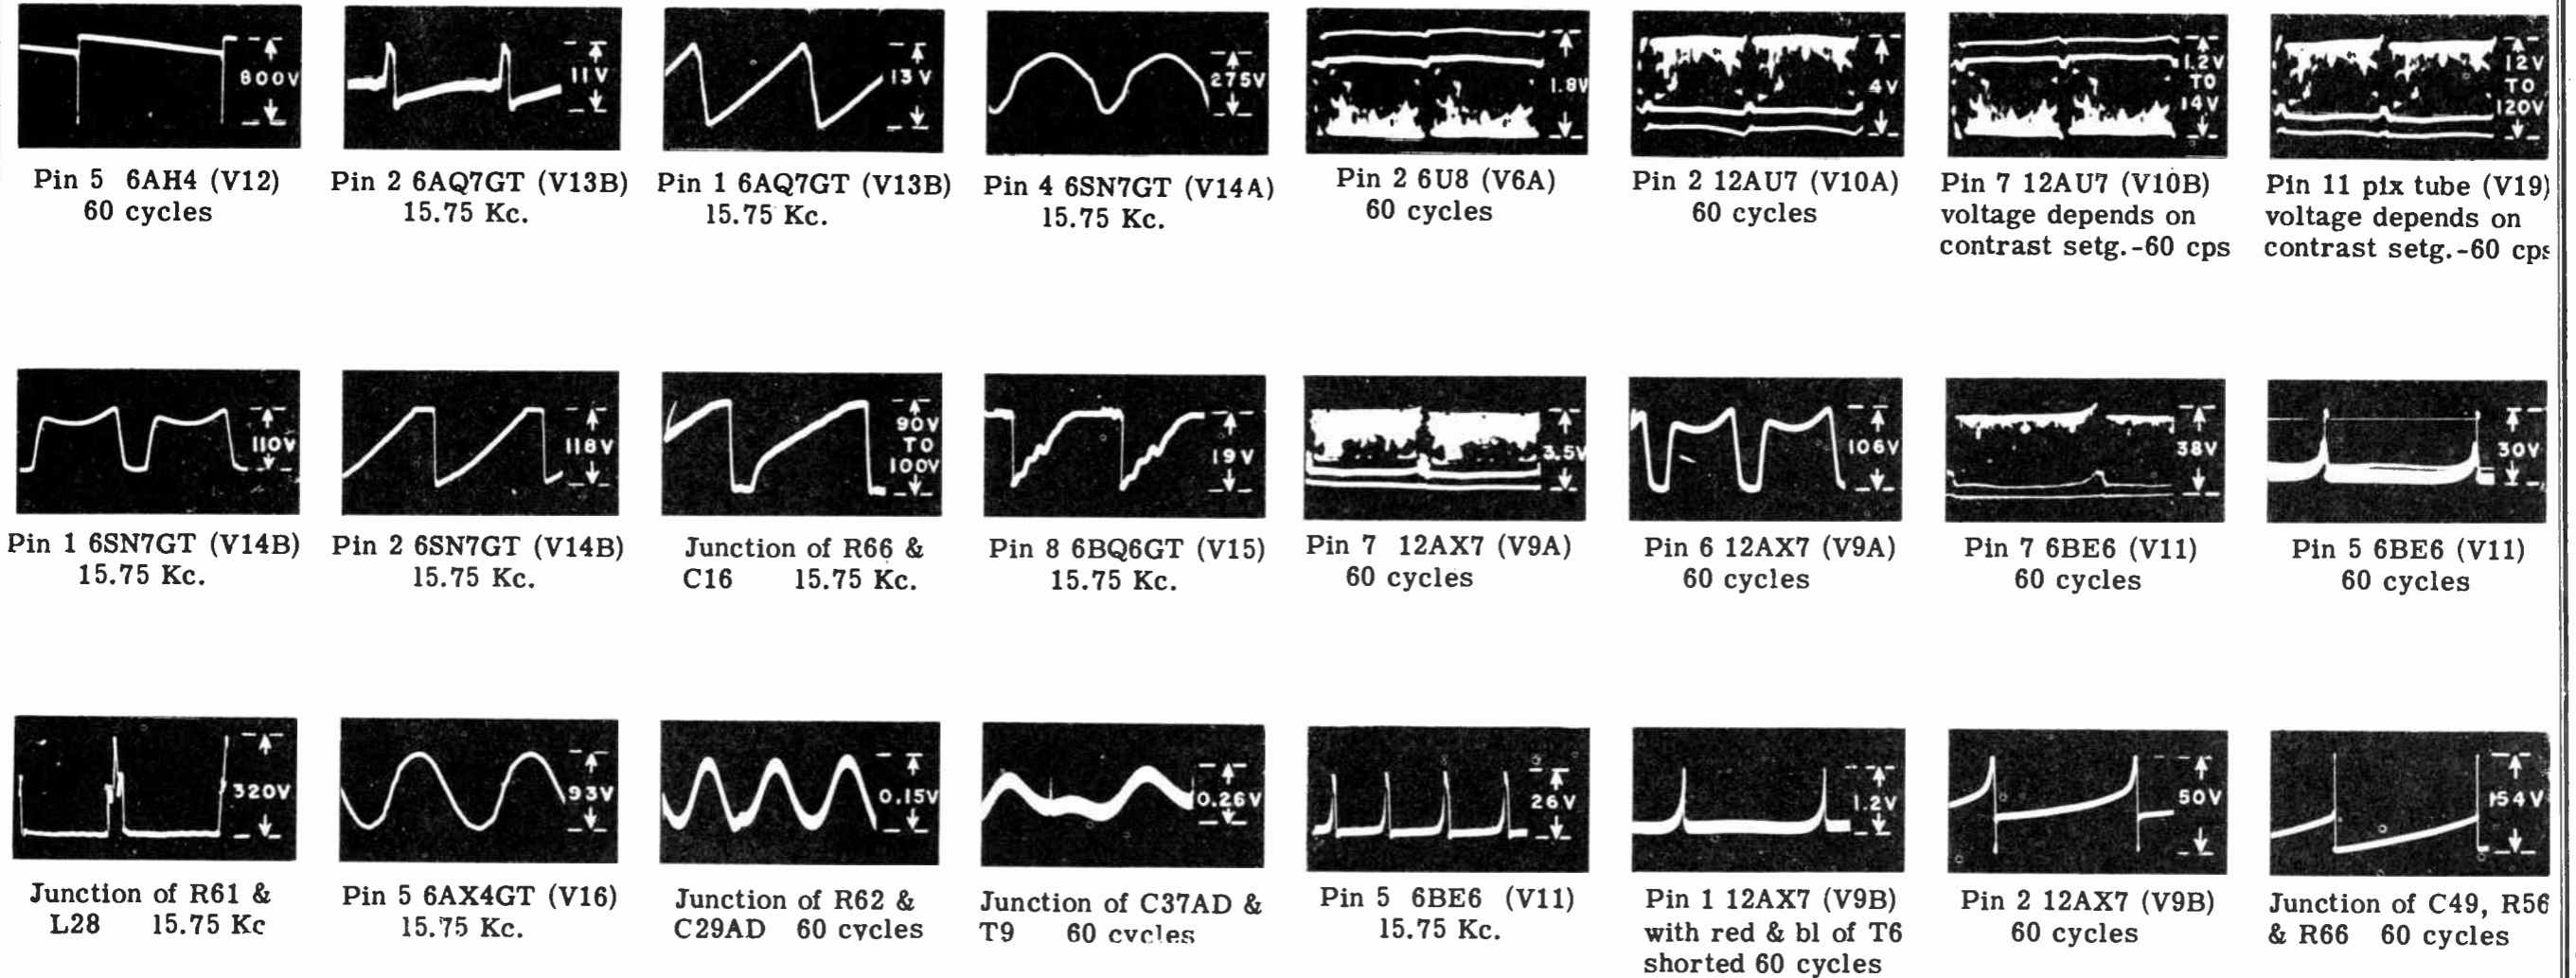 800V
Pin 5 6AH4 (V12)
60 cycles
11V
Pin 2 6AQ7GT (V13B)
15.75 Kc.
13V
Pin 1 6AQ7GT (V13B)
15.75 Kc.
275V
Pin 4 6SN7GT (V14A)
15.75 Kc.
1.8V
Pin 2 6U8 (V6A)
60 cycles
4V
Pin 2 12AU7 (V10A)
60 cycles
1.2V
TO
14V
Pin 7 12AU7 (V10B)
voltage depends on
contrast setg.-60 cps
12V
TO
120V
Pin 11 pix tube (V19)
voltage depends on
contrast setg.-60 cps
110V
Pin 1 6SN7GT (V14B)
15.75 Kc.
118V
Pin 2 6SN7GT (V14B)
15.75 Kc.
90V
TO
100V
Junction of R66 &
C16 15.75 Kc.
19V
Pin 8 6BQ6GT (V15)
15.75 Kc.
3.5V
Pin 7 12AX7 (V9A)
60 cycles
106V
Pin 6 12AX7 (V9A)
60 cycles
38V
Pin 7 6BE6 (V11)
60 cycles
30V
Pin 5 6BE6 (V11)
60 cycles
320V
Junction of R61 &
L28 15.75 Kc
93V
Pin 5 6AX4GT (V16)
15.75 Kc.
0.15V
Junction of R62 &
C29AD 60 cycles
0.26V
Junction of C37AD &
T9 60 cycles
26V
Pin 5 6BE6 (V11)
15.75 Kc.
1.2V
Pin 1 12AX7 (V9B)
with red & bl of T6
shorted 60 cycles
50V
Pin 2 12AX7 (V9B)
60 cycles
154V
Junction of C49, R56
& R66 60 cycles